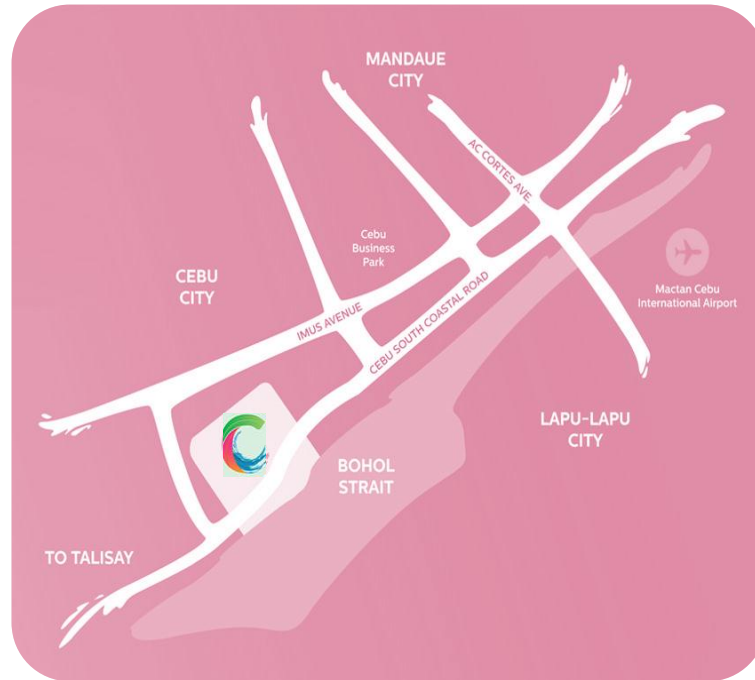 MANDAUE
CITY
AC CORTES AVE.
Cebu
Business
Park
CEBU
CITY
Mactan Cebu
International Airport
IMUS AVENUE
CEBU SOUTH COASTAL ROAD
LAPU-LAPU
CITY
BOHOL
STRAIT
TO TALISAY